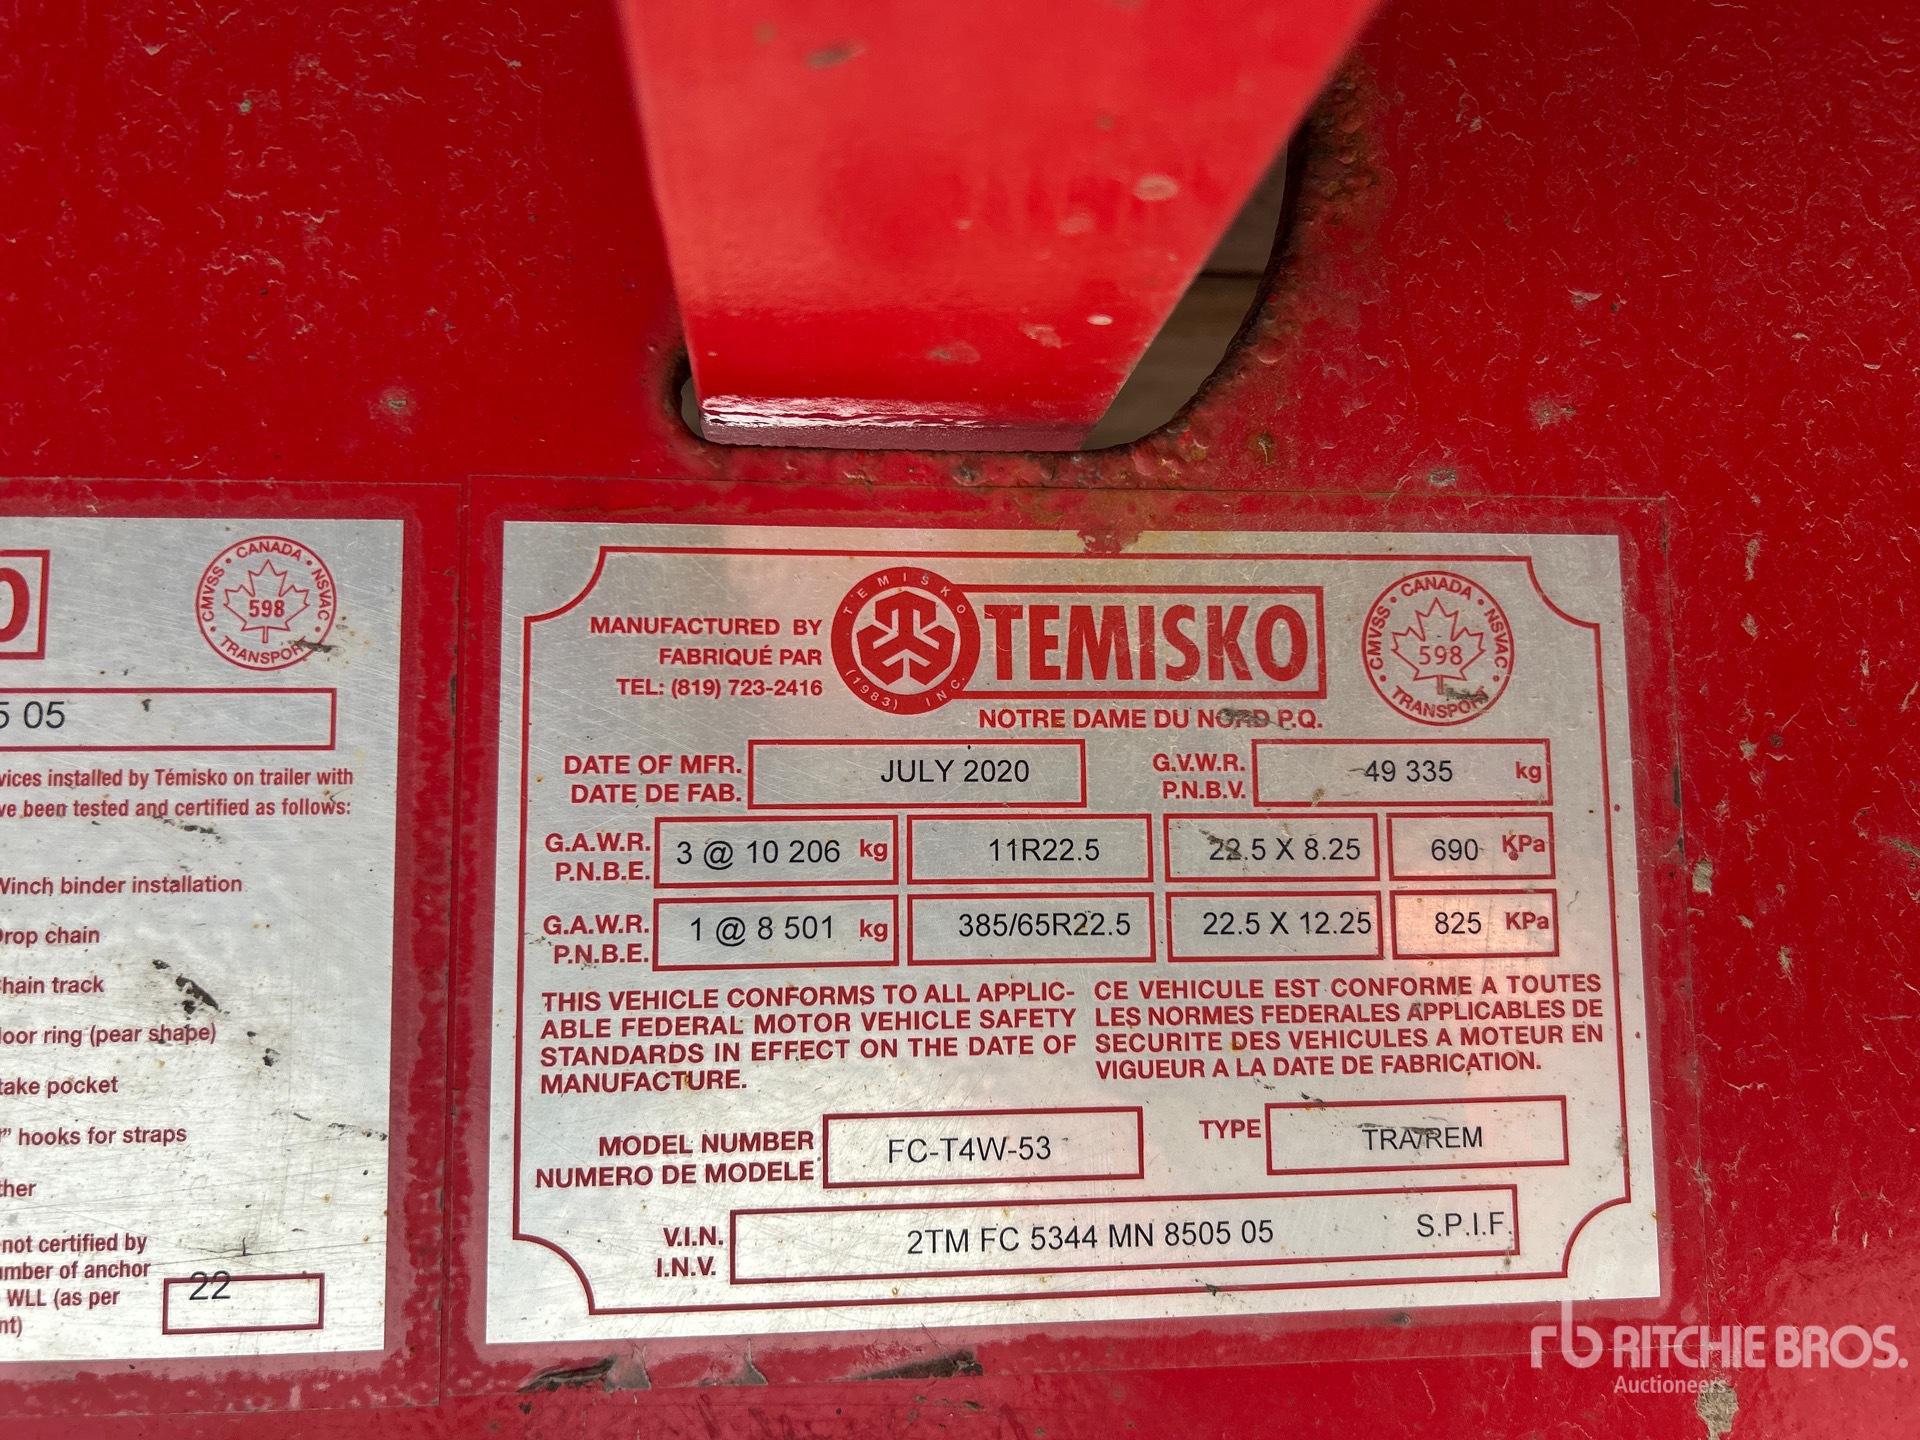 0
CMVSS • CANADA • NSVAC • TRANSPORT
598
5 05
vices installed by Témisko on trailer with
ve been tested and certified as follows:
Winch binder installation
Drop chain
hain track
loor ring (pear shape)
take pocket
" hooks for straps
ther
not certified by
umber of anchor
WLL (as per
nt)
22
MANUFACTURED BY
FABRIQUÉ PAR
TEL: (819) 723-2416
TEMISKO
(1983) INC.
TEMISKO
NOTRE DAME DU NORD P.Q.
CMVSS • CANADA • NSVAC • TRANSPORT
598
DATE OF MFR. JULY 2020 G.V.W.R. 49 335 kg
DATE DE FAB. P.N.B.V.
G.A.W.R. 3 @ 10 206 kg 11R22.5 22.5 X 8.25 690 KPa
P.N.B.E.
G.A.W.R. 1 @ 8 501 kg 385/65R22.5 22.5 X 12.25 825 KPa
P.N.B.E.
THIS VEHICLE CONFORMS TO ALL APPLIC-
ABLE FEDERAL MOTOR VEHICLE SAFETY
STANDARDS IN EFFECT ON THE DATE OF
MANUFACTURE.
CE VEHICULE EST CONFORME A TOUTES
LES NORMES FEDERALES APPLICABLES DE
SECURITE DES VEHICULES A MOTEUR EN
VIGUEUR A LA DATE DE FABRICATION.
MODEL NUMBER FC-T4W-53 TYPE TRA/REM
NUMERO DE MODELE
V.I.N. 2TM FC 5344 MN 8505 05 S.P.I.F.
I.N.V.
rb RITCHIE BROS.
Auctioneers